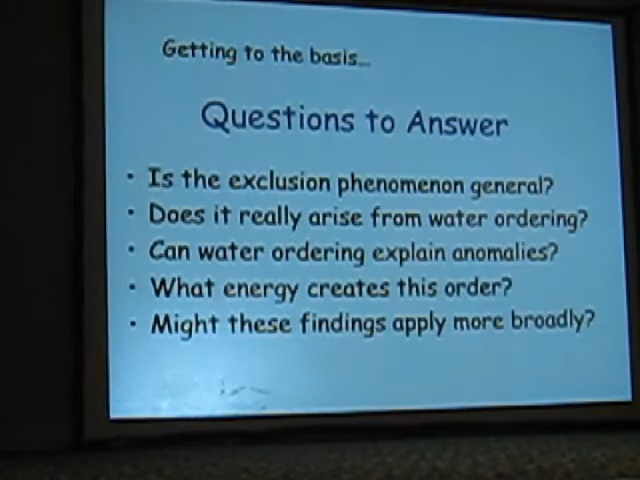 Getting to the basis...
Questions to Answer
• Is the exclusion phenomenon general?
• Does it really arise from water ordering?
• Can water ordering explain anomalies?
• What energy creates this order?
• Might these findings apply more broadly?